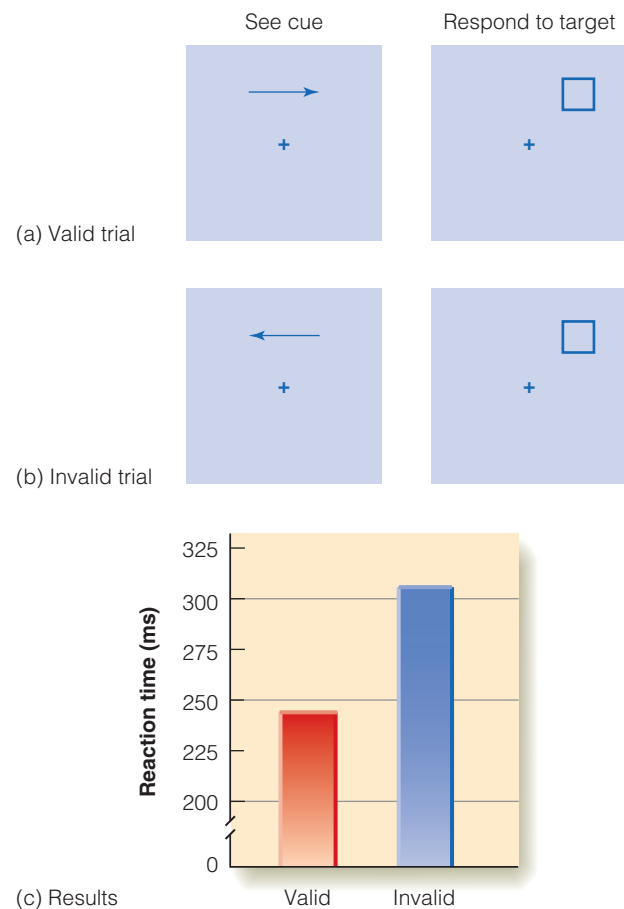 See cue
Respond to target
+
+
(a) Valid trial
+
+
(b) Invalid trial
Reaction time (ms)
325
300
275
250
225
200
0
Valid
Invalid
(c) Results